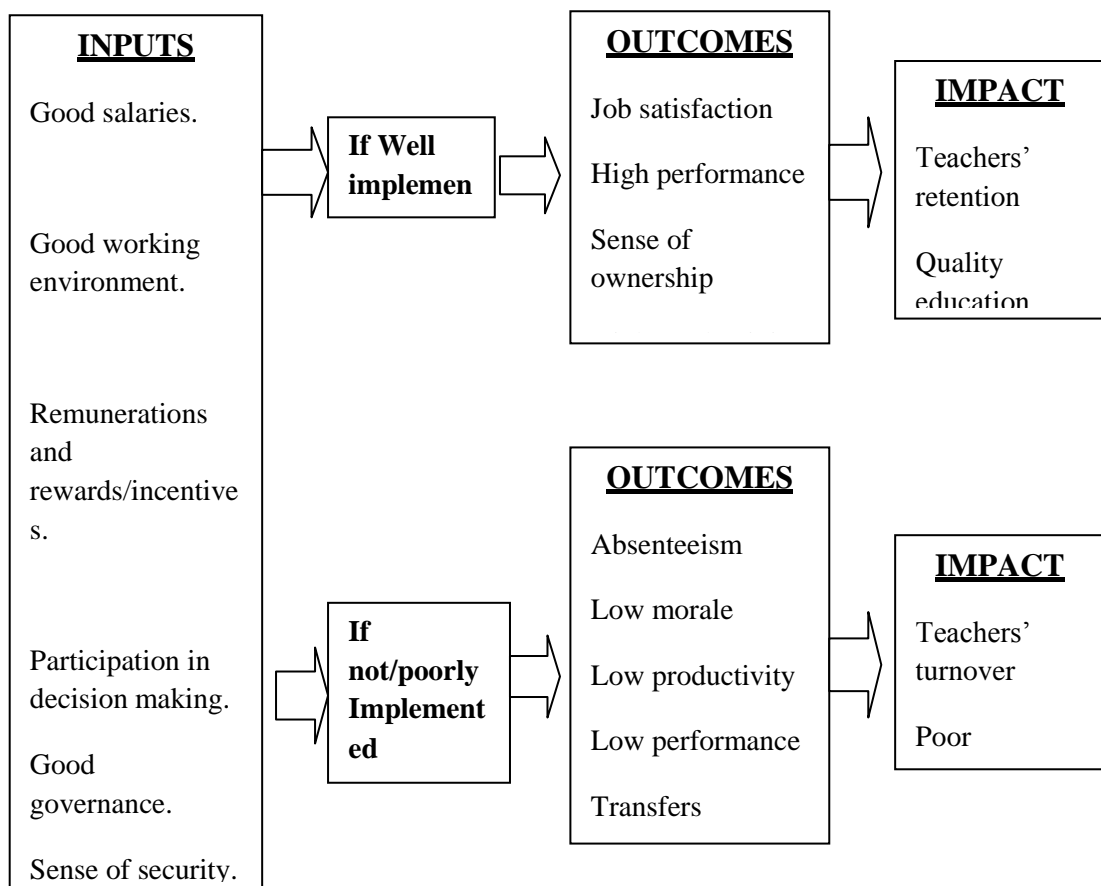 INPUTS
Good salaries.
Good working
environment.
Remunerations
and
rewards/incentive
s.
Participation in
decision making.
Good
governance.
Sense of security.
If Well
implemen
If
not/poorly
Implement
ed
OUTCOMES
Job satisfaction
High performance
Sense of
ownership
OUTCOMES
Absenteeism
Low morale
Low productivity
Low performance
Transfers
IMPACT
Teachers’
retention
Quality
education
IMPACT
Teachers’
turnover
Poor